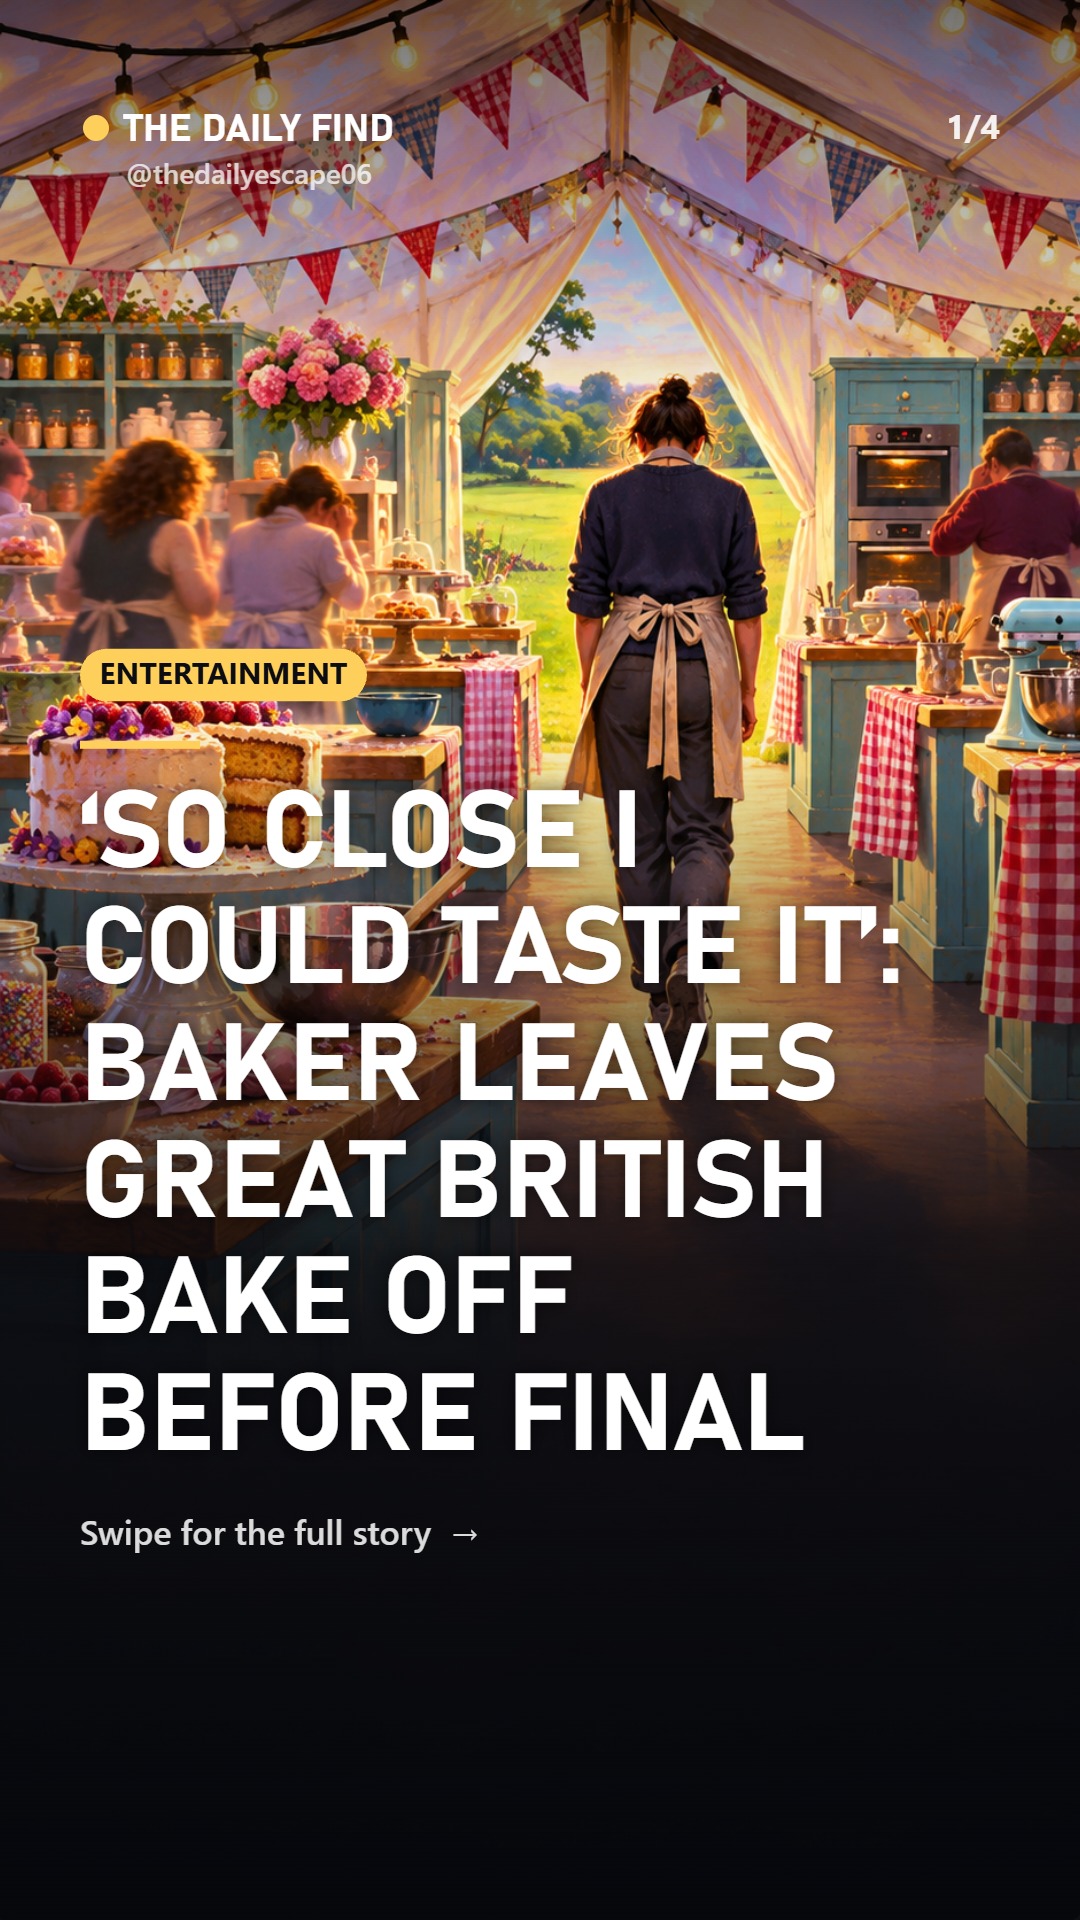 THE DAILY FIND
1/4
@thedailyescape06
ENTERTAINMENT
‘SO CLOSE I
COULD TASTE IT’:
BAKER LEAVES
GREAT BRITISH
BAKE OFF
BEFORE FINAL
Swipe for the full story →